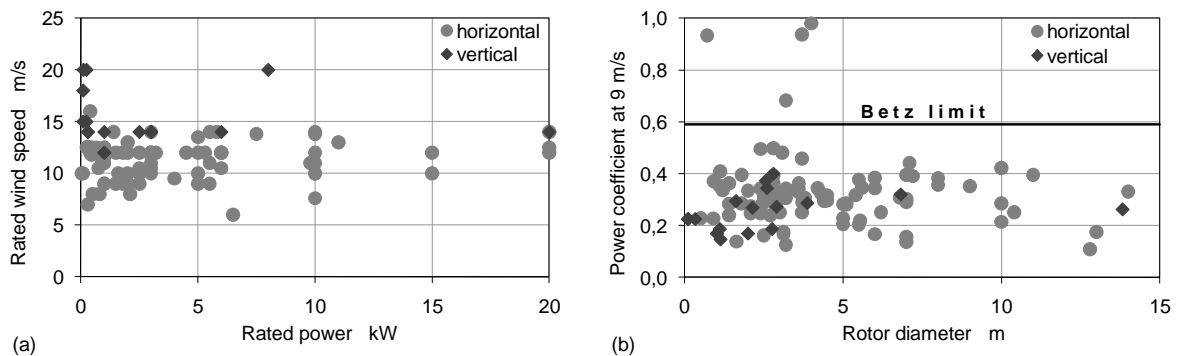 25
20
15
10
5
0
0
5
10
15
20
Rated wind speed m/s
Rated power kW
horizontal
vertical
(a)
1,0
0,8
0,6
0,4
0,2
0,0
0
5
10
15
Power coefficient at 9 m/s
Rotor diameter m
horizontal
vertical
Betz limit
(b)